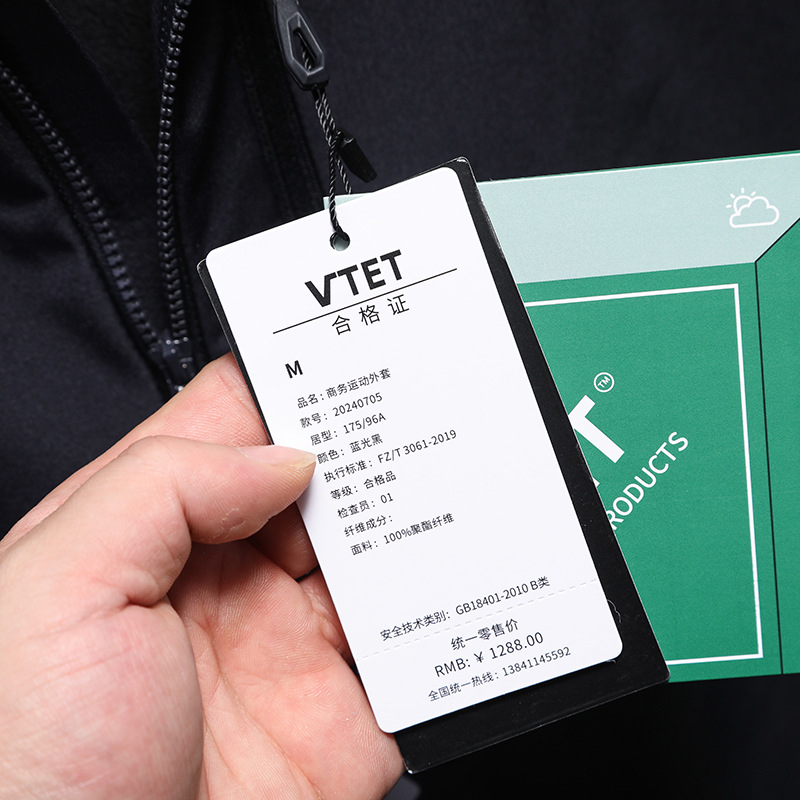 VTET
合格证
M
品名：商务运动外套
款号：20240705
居型：175/96A
颜色：蓝光黑
执行标准：FZ/T 3061-2019
等级：合格品
检查员：01
纤维成分：
面料：100%聚酯纤维
安全技术类别：GB18401-2010 B类
统一零售价
RMB:￥1288.00
全国统一热线：13841145592
T™
RODUCTS